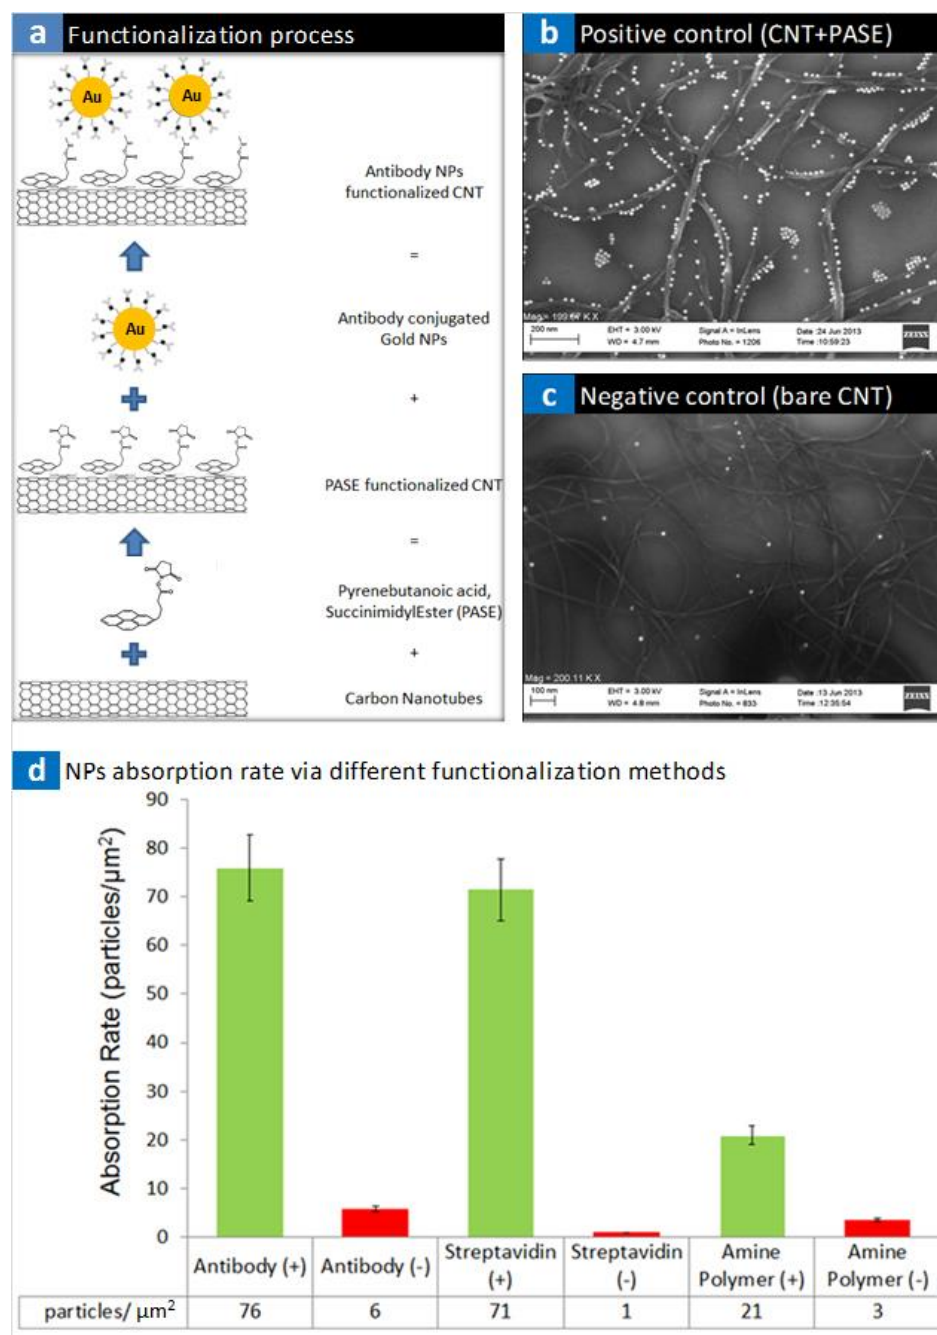 a Functionalization process
Au
Au
Antibody NPs
functionalized CNT
=
Au
Antibody conjugated
Gold NPs
+
PASE functionalized CNT
=
Pyrenebutanoic acid,
SuccinimidylEster (PASE)
+
Carbon Nanotubes
b Positive control (CNT+PASE)
Mag = 199.64 K X
200 nm
EHT = 3.00 kV
WD = 4.7 mm
Signal A = InLens
Photo No. = 1206
Date :24 Jun 2013
Time :10:59:23
ZEISS
c Negative control (bare CNT)
Mag = 200.11 K X
100 nm
EHT = 3.00 kV
WD = 4.8 mm
Signal A = InLens
Photo No. = 833
Date :13 Jun 2013
Time :12:35:54
ZEISS
d NPs absorption rate via different functionalization methods
Absorption Rate (particles/μm²)
90
80
70
60
50
40
30
20
10
0
Antibody (+)
Antibody (-)
Streptavidin
(+)
Streptavidin
(-)
Amine
Polymer (+)
Amine
Polymer (-)
particles/ μm² 76 6 71 1 21 3